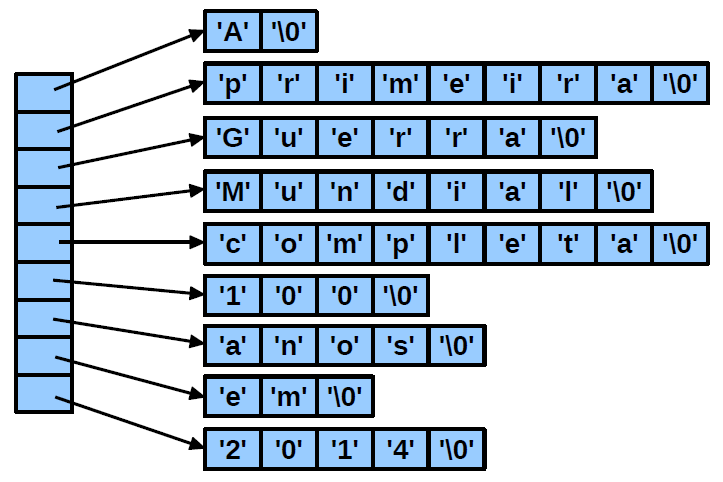 'A' '\0'
'p' 'r' 'i' 'm' 'e' 'i' 'r' 'a' '\0'
'G' 'u' 'e' 'r' 'r' 'a' '\0'
'M' 'u' 'n' 'd' 'i' 'a' 'l' '\0'
'c' 'o' 'm' 'p' 'l' 'e' 't' 'a' '\0'
'1' '0' '0' '\0'
'a' 'n' 'o' 's' '\0'
'e' 'm' '\0'
'2' '0' '1' '4' '\0'